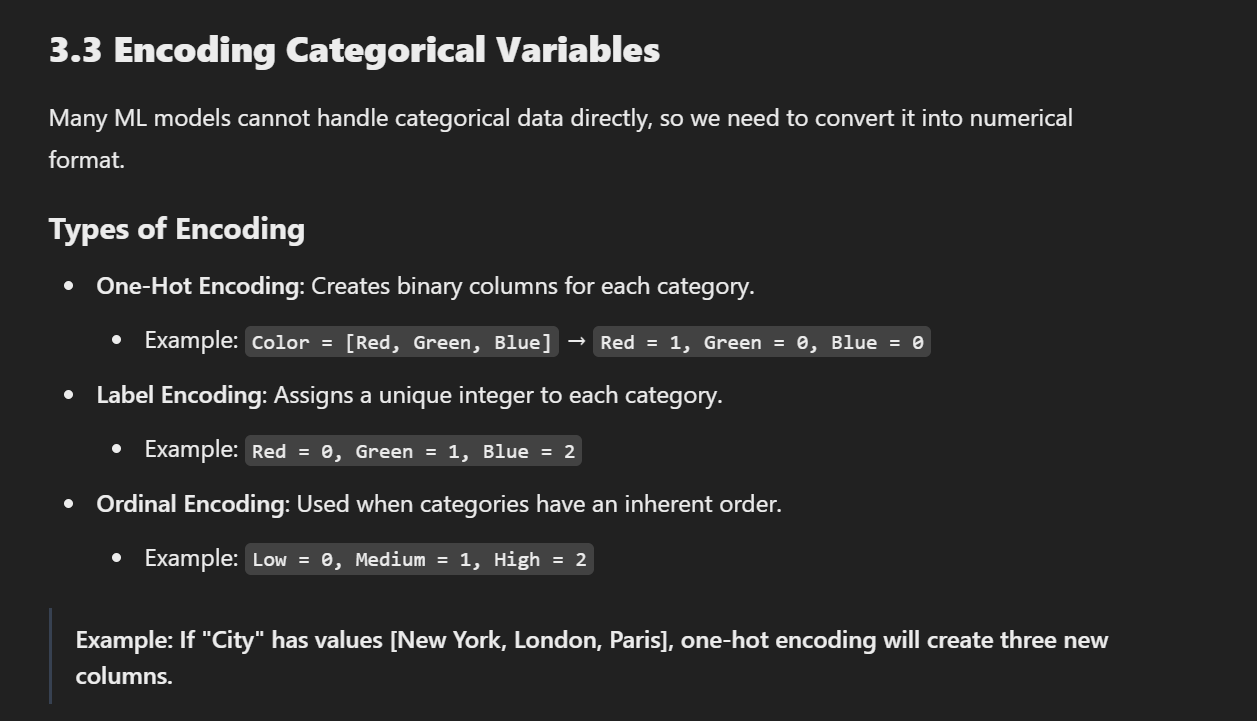 3.3 Encoding Categorical Variables
Many ML models cannot handle categorical data directly, so we need to convert it into numerical
format.
Types of Encoding
• One-Hot Encoding: Creates binary columns for each category.
• Example: Color = [Red, Green, Blue] → Red = 1, Green = 0, Blue = 0
• Label Encoding: Assigns a unique integer to each category.
• Example: Red = 0, Green = 1, Blue = 2
• Ordinal Encoding: Used when categories have an inherent order.
• Example: Low = 0, Medium = 1, High = 2
Example: If "City" has values [New York, London, Paris], one-hot encoding will create three new
columns.